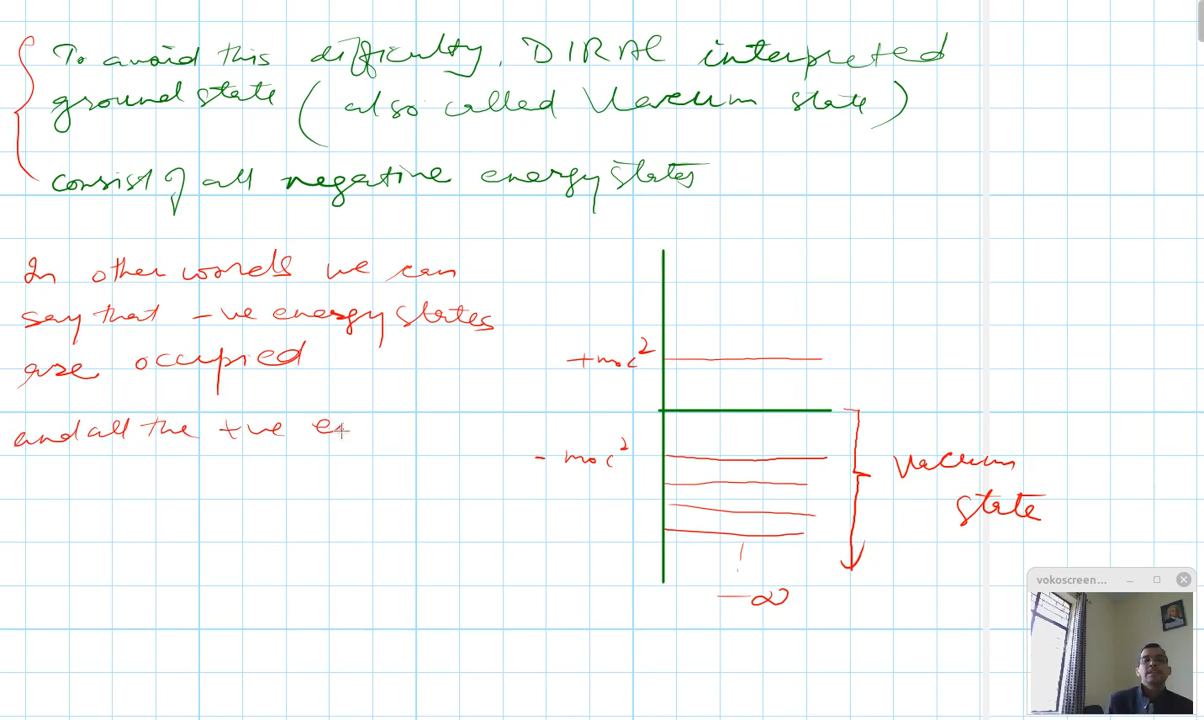 To avoid this difficulty, DIRAC interpreted
ground state (also called Vacuum state)
consist of all negative energy states
In other words we can
say that -ve energy states
are occupied
and all the +ve e
+m₀c²
- m₀c²
vacuum
state
-∞
vokoscreen...